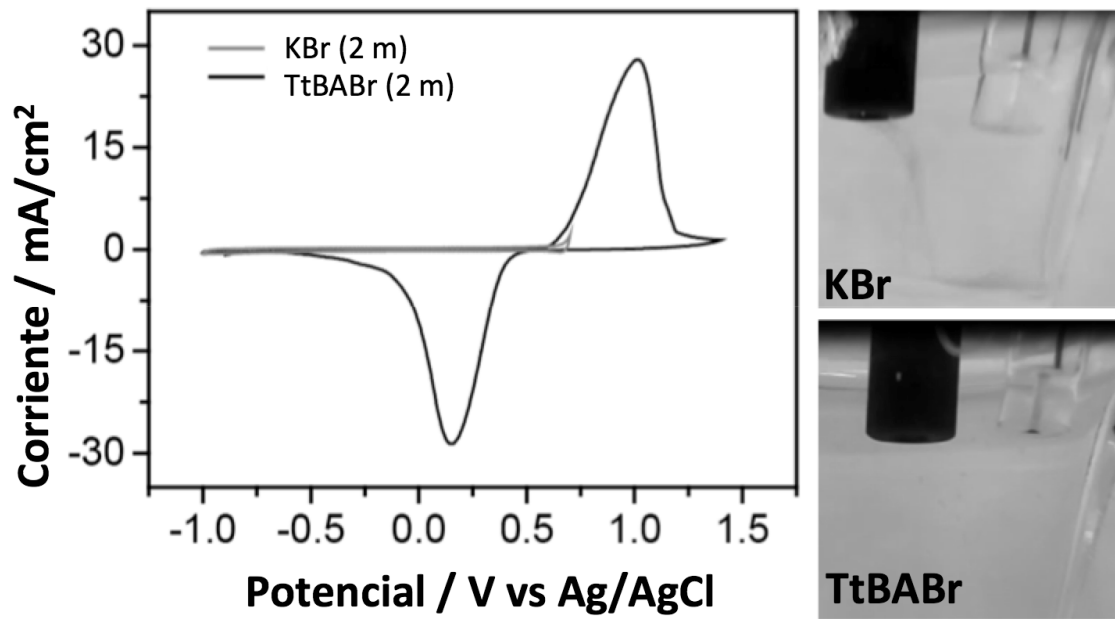 KBr (2 m)
TtBABr (2 m)
30
15
0
-15
-30
Corriente / mA/cm²
-1.0 -0.5 0.0 0.5 1.0 1.5
Potencial / V vs Ag/AgCl
KBr
TtBABr